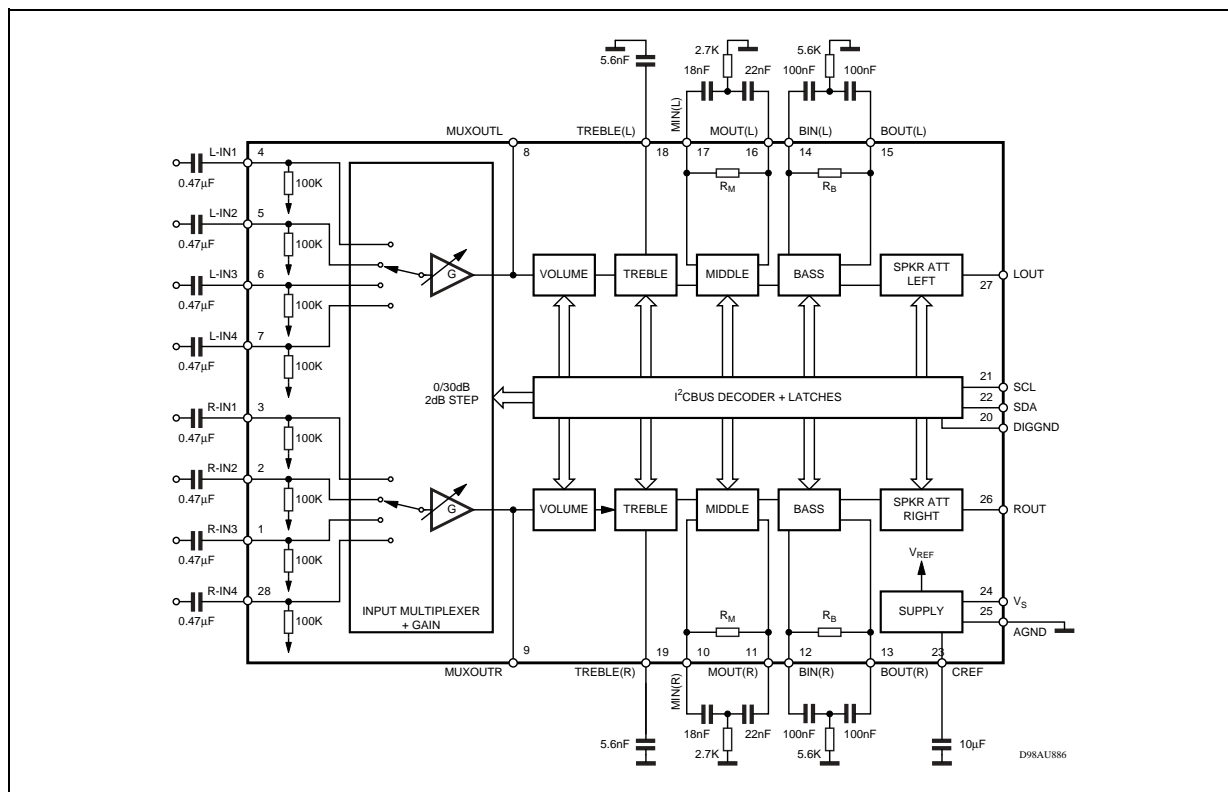 2.7K
5.6K
5.6nF
18nF
22nF
100nF
100nF
MIN(L)
MUXOUTL
TREBLE(L)
MOUT(L)
BIN(L)
BOUT(L)
8
18
17
16
14
15
L-IN1
4
0.47µF
100K
RM
RB
L-IN2
5
0.47µF
100K
G
VOLUME
TREBLE
MIDDLE
BASS
SPKR ATT
LEFT
LOUT
27
L-IN3
6
0.47µF
100K
L-IN4
7
0.47µF
100K
0/30dB
2dB STEP
I2CBUS DECODER + LATCHES
21
SCL
22
SDA
20
DIGGND
R-IN1
3
0.47µF
100K
R-IN2
2
0.47µF
100K
G
VOLUME
TREBLE
MIDDLE
BASS
SPKR ATT
RIGHT
26
ROUT
R-IN3
1
0.47µF
100K
VREF
R-IN4
28
0.47µF
100K
INPUT MULTIPLEXER
+ GAIN
RM
RB
SUPPLY
24
VS
25
AGND
9
19
10
11
12
13
23
MUXOUTR
TREBLE(R)
MIN(R)
MOUT(R)
BIN(R)
BOUT(R)
CREF
5.6nF
18nF
22nF
2.7K
100nF
100nF
5.6K
10µF
D98AU886